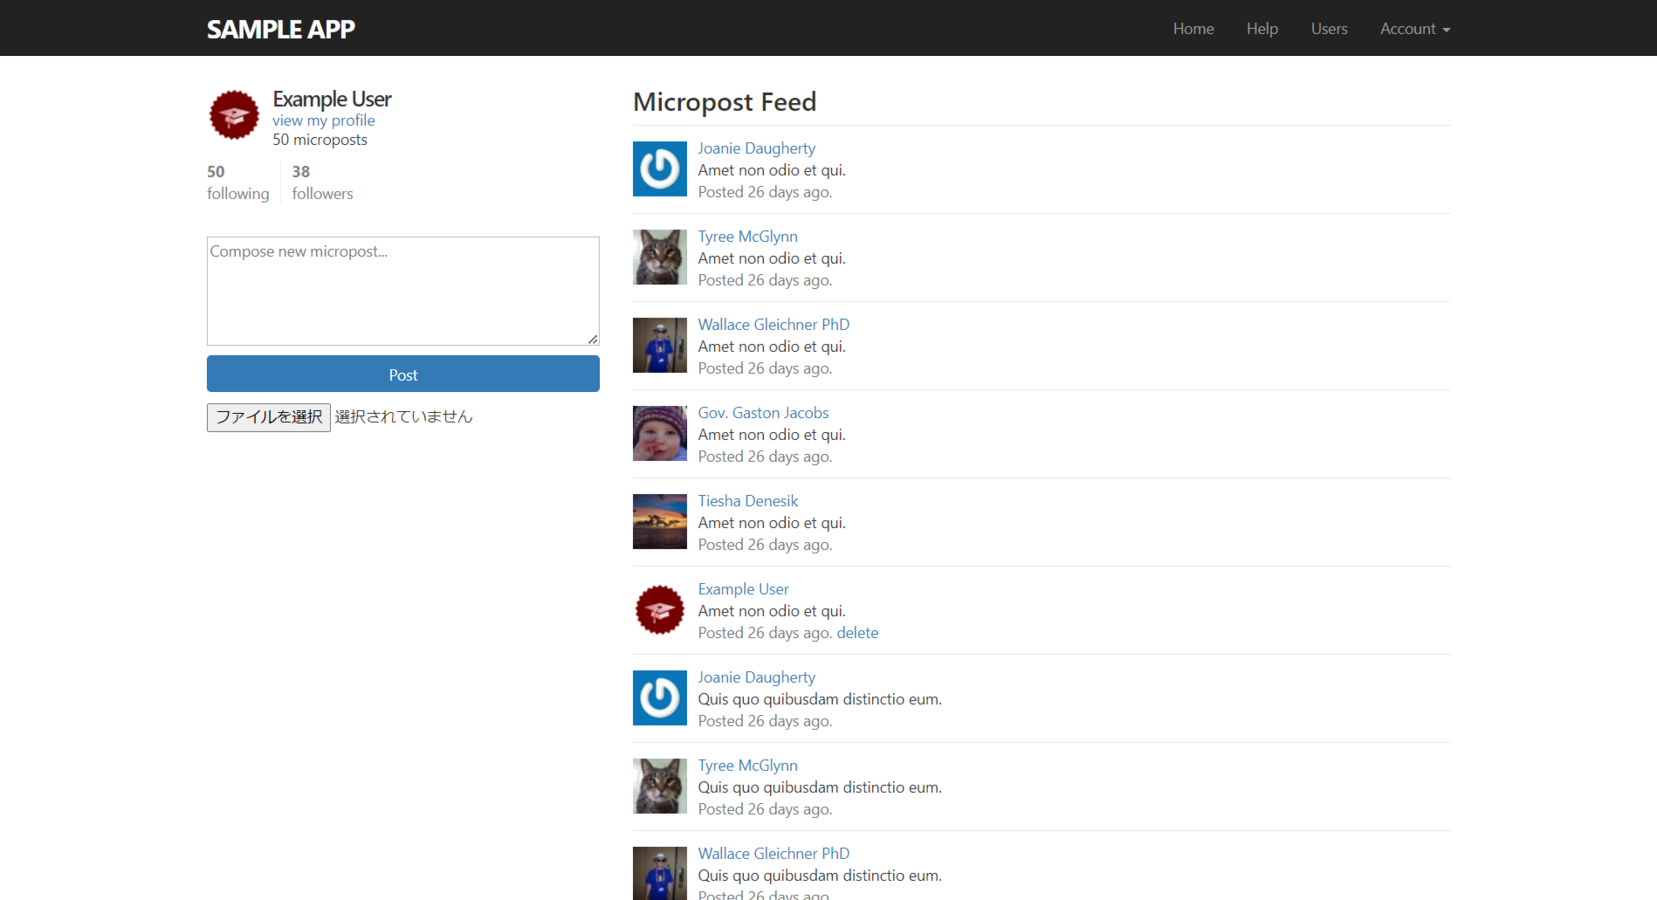 SAMPLE APP
Home
Help
Users
Account
Example User
view my profile
50 microposts
50
following
38
followers
Compose new micropost...
Post
ファイルを選択 選択されていません
Micropost Feed
Joanie Daugherty
Amet non odio et qui.
Posted 26 days ago.
Tyree McGlynn
Amet non odio et qui.
Posted 26 days ago.
Wallace Gleichner PhD
Amet non odio et qui.
Posted 26 days ago.
Gov. Gaston Jacobs
Amet non odio et qui.
Posted 26 days ago.
Tiesha Denesik
Amet non odio et qui.
Posted 26 days ago.
Example User
Amet non odio et qui.
Posted 26 days ago. delete
Joanie Daugherty
Quis quo quibusdam distinctio eum.
Posted 26 days ago.
Tyree McGlynn
Quis quo quibusdam distinctio eum.
Posted 26 days ago.
Wallace Gleichner PhD
Quis quo quibusdam distinctio eum.
Posted 26 days ago.